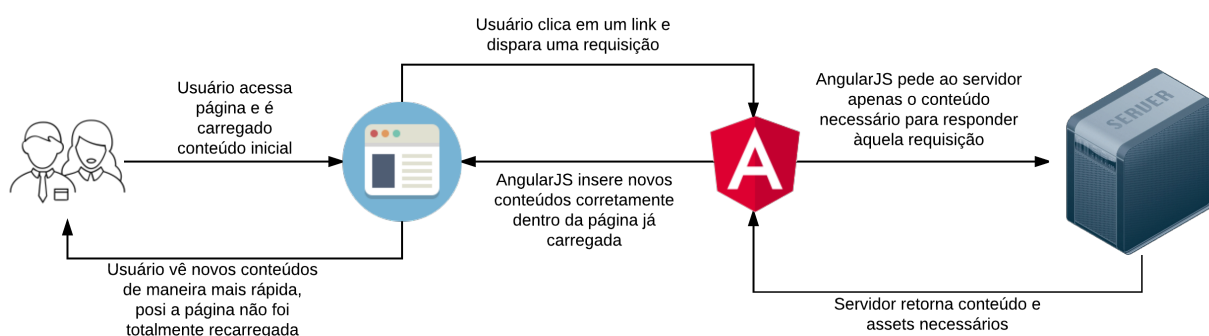 Usuário clica em um link e
dispara uma requisição
Usuário acessa
página e é
carregado
conteúdo inicial
AngularJS pede ao servidor
apenas o conteúdo
necessário para responder
àquela requisição
SERVER
A
AngularJS insere novos
conteúdos corretamente
dentro da página já
carregada
Usuário vê novos conteúdos
de maneira mais rápida,
posi a página não foi
totalmente recarregada
Servidor retorna conteúdo e
assets necessários